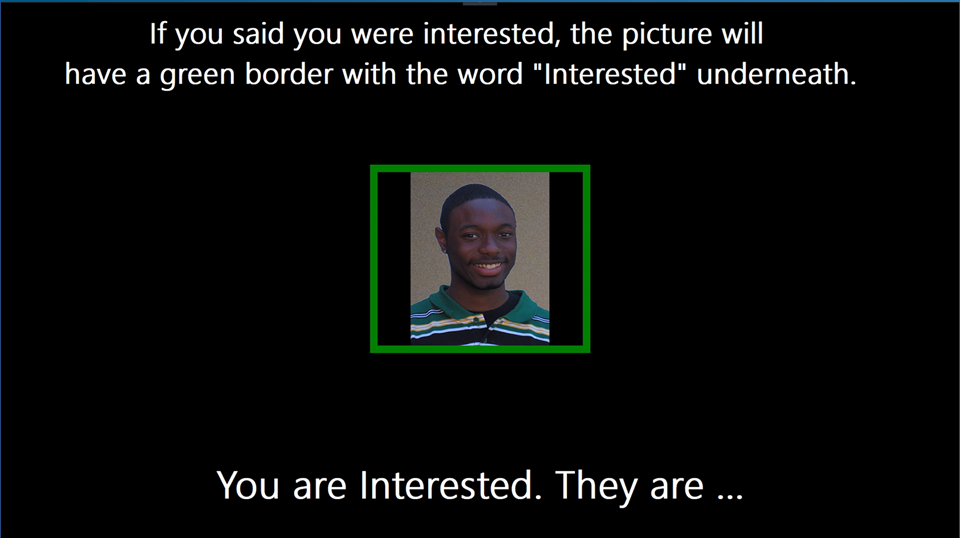 If you said you were interested, the picture will
have a green border with the word "Interested" underneath.
You are Interested. They are ...